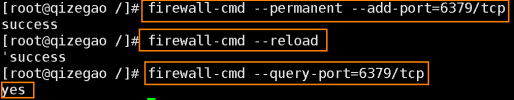 [root@qizegao /]# firewall-cmd --permanent --add-port=6379/tcp
success
[root@qizegao /]# firewall-cmd --reload
'success
[root@qizegao /]# firewall-cmd --query-port=6379/tcp
yes